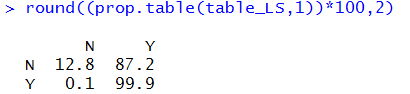 > round((prop.table(table_LS,1))*100,2)
N Y
N 12.8 87.2
Y 0.1 99.9